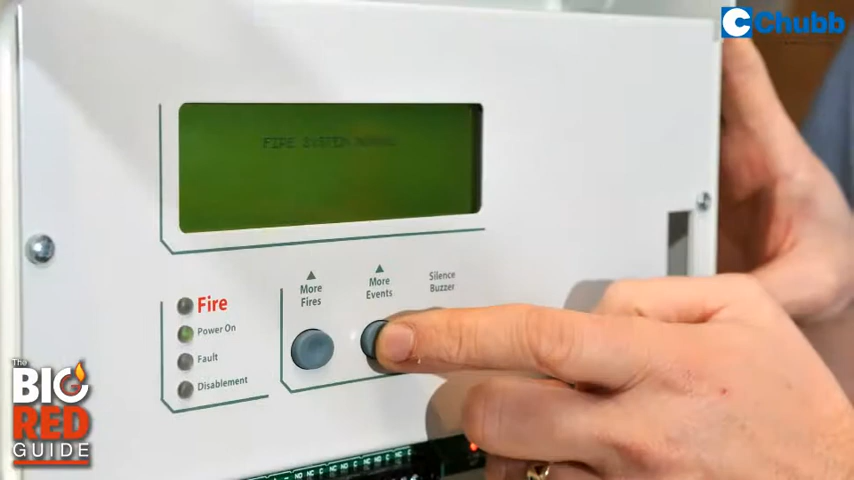 Chubb
FIRE SYSTEM NORMAL
More
Fires
More
Events
Silence
Buzzer
Fire
Power On
Fault
Disablement
The
BIG
RED
GUIDE